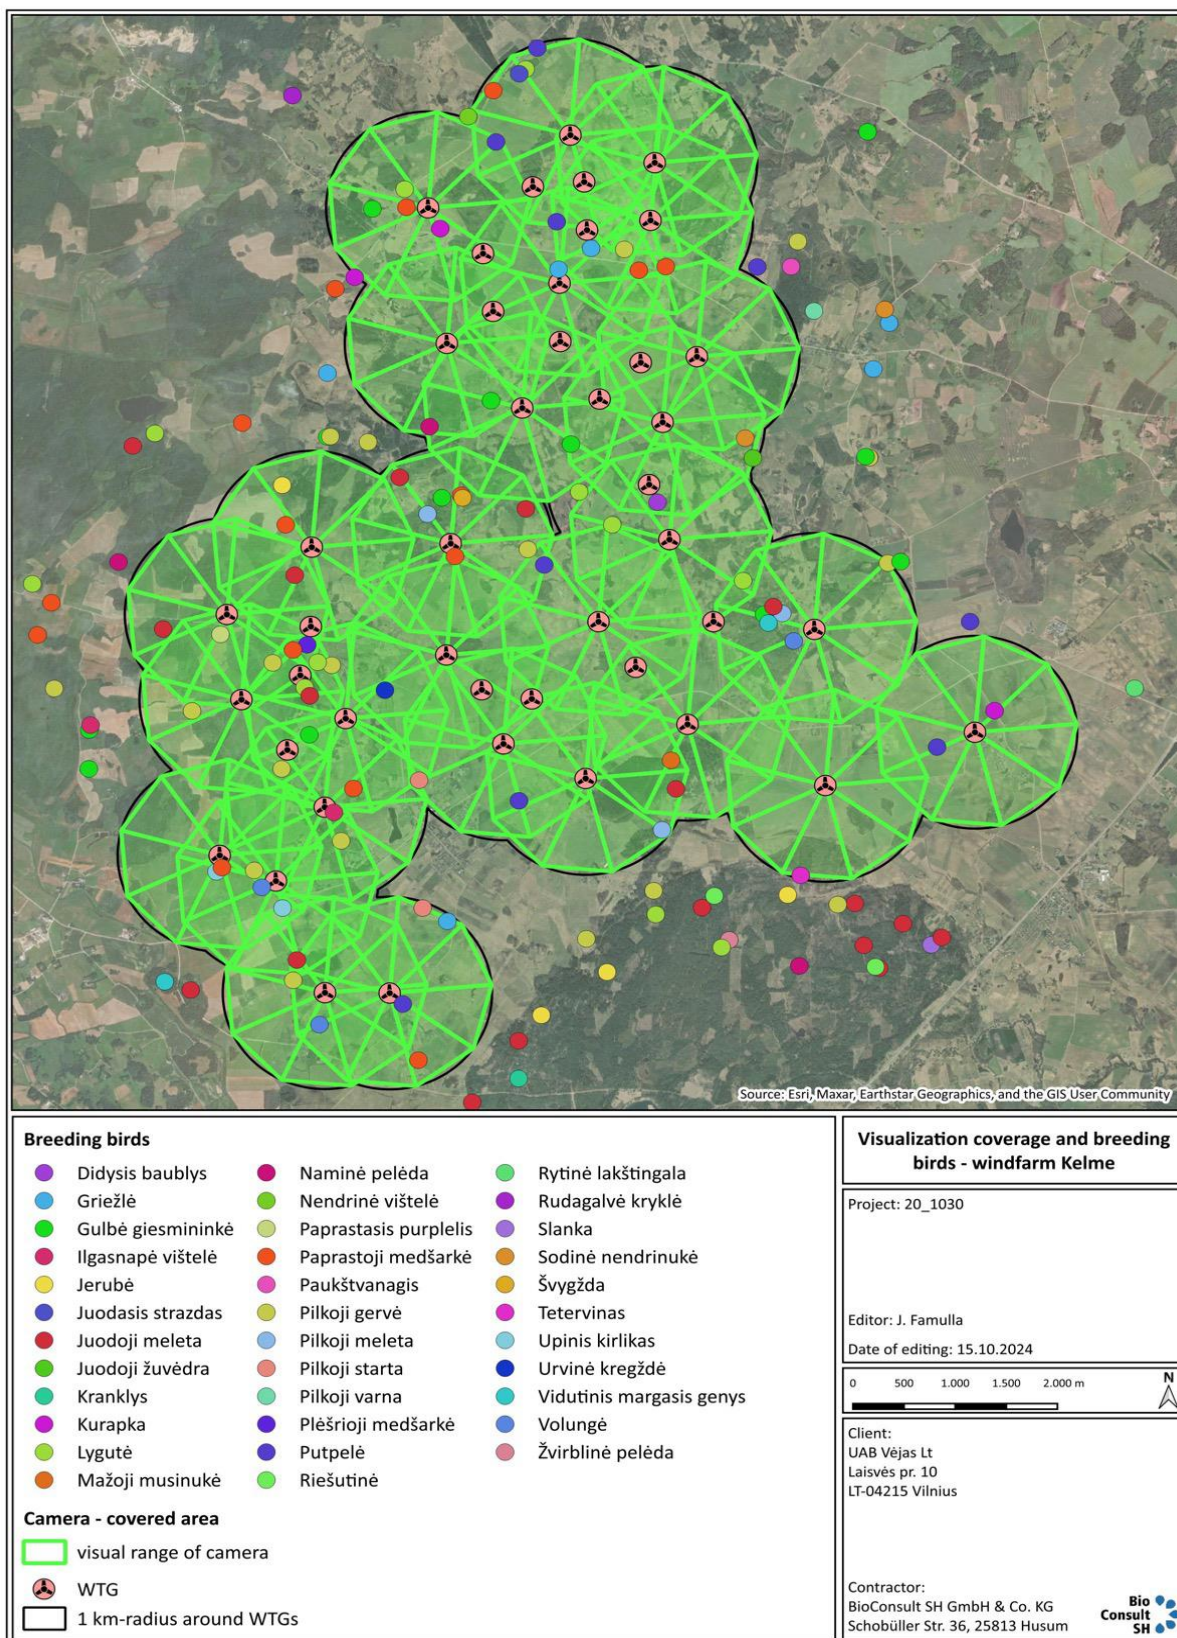 Source: Esri, Maxar, Earthstar Geographics, and the GIS User Community
Breeding birds
Didysis baublys
Griežlė
Gulbė giesmininkė
Ilgasnapė vištelė
Jerubė
Juodasis strazdas
Juodoji meleta
Juodoji žuvėdra
Kranklys
Kurapka
Lygutė
Mažoji musinukė
Naminė pelėda
Nendrinė vištelė
Paprastasis purplelis
Paprastoji medšarkė
Paukštvanagis
Pilkoji gervė
Pilkoji meleta
Pilkoji starta
Pilkoji varna
Plėšrioji medšarkė
Putpelė
Riešutinė
Rytinė lakštingala
Rudagalvė kryklė
Slanka
Sodinė nendrinukė
Švygžda
Tetervinas
Upinis kirlikas
Urvinė kregždė
Vidutinis margasis genys
Volungė
Žvirblinė pelėda
Camera - covered area
visual range of camera
WTG
1 km-radius around WTGs
Visualization coverage and breeding
birds - windfarm Kelme
Project: 20_1030
Editor: J. Famulla
Date of editing: 15.10.2024
0 500 1.000 1.500 2.000 m
N
Client:
UAB Vėjas Lt
Laisvės pr. 10
LT-04215 Vilnius
Contractor:
BioConsult SH GmbH & Co. KG
Schobüller Str. 36, 25813 Husum
Bio
Consult
SH